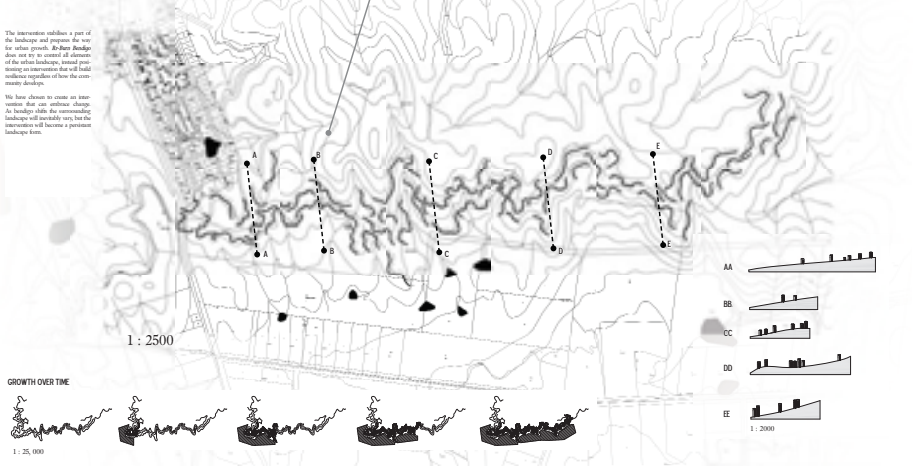 The intervention stabilises a part of
the landscape and prepares the way
for urban growth. Re-Burn Bendigo
does not try to control all elements
of the urban landscape, instead posi-
tioning an intervention that will build
resilience regardless of how the com-
munity develops.
We have chosen to create an inter-
vention that can embrace change.
As bendigo shifts the surrounding
landscape will inevitably vary, but the
intervention will become a persistent
landscape form.
A
B
C
D
E
A
B
C
D
E
1 : 2500
AA
BB
CC
DD
EE
1 : 2000
GROWTH OVER TIME
1 : 25, 000